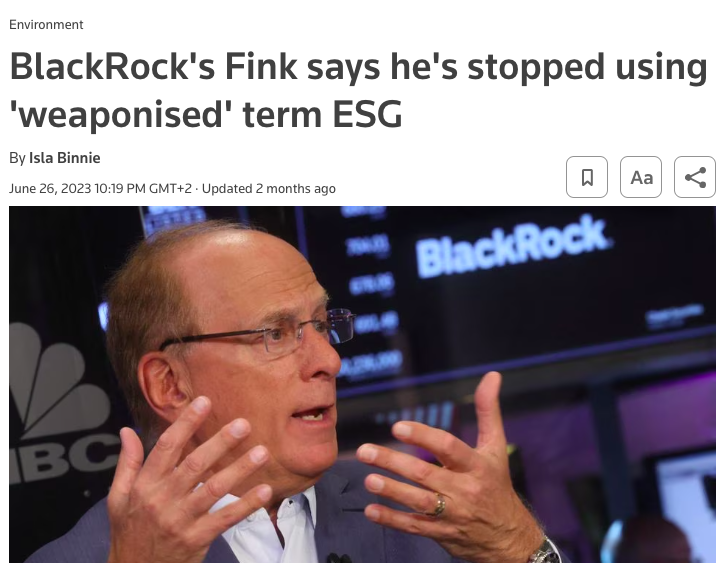 Environment
BlackRock's Fink says he's stopped using
'weaponised' term ESG
By Isla Binnie
June 26, 2023 10:19 PM GMT+2 · Updated 2 months ago
Aa
BlackRock.
BC